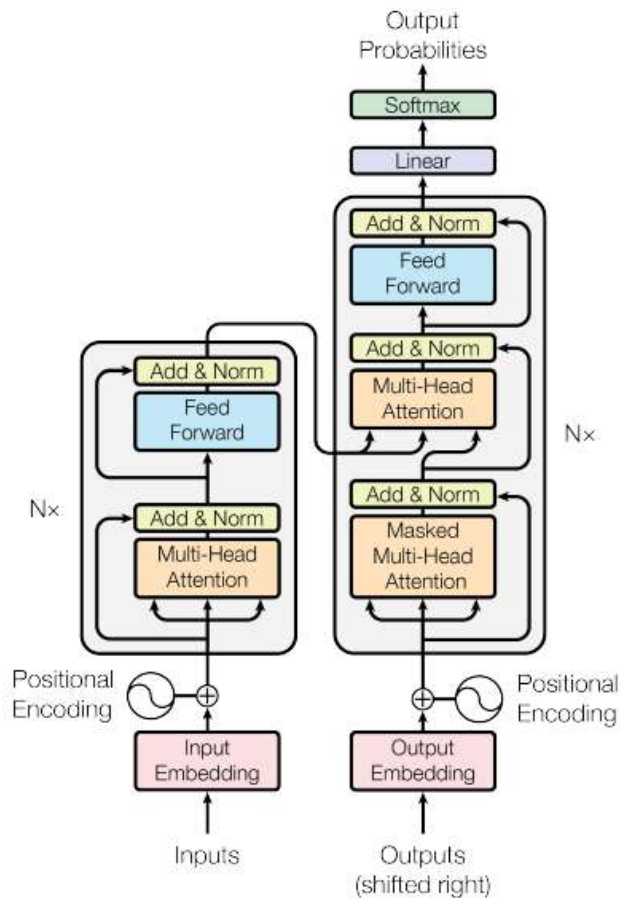 Output
Probabilities
Softmax
Linear
Add & Norm
Feed
Forward
Add & Norm
Multi-Head
Attention
Add & Norm
Masked
Multi-Head
Attention
Nx
Add & Norm
Feed
Forward
Add & Norm
Multi-Head
Attention
Nx
Positional
Encoding
Input
Embedding
Inputs
Positional
Encoding
Output
Embedding
Outputs
(shifted right)